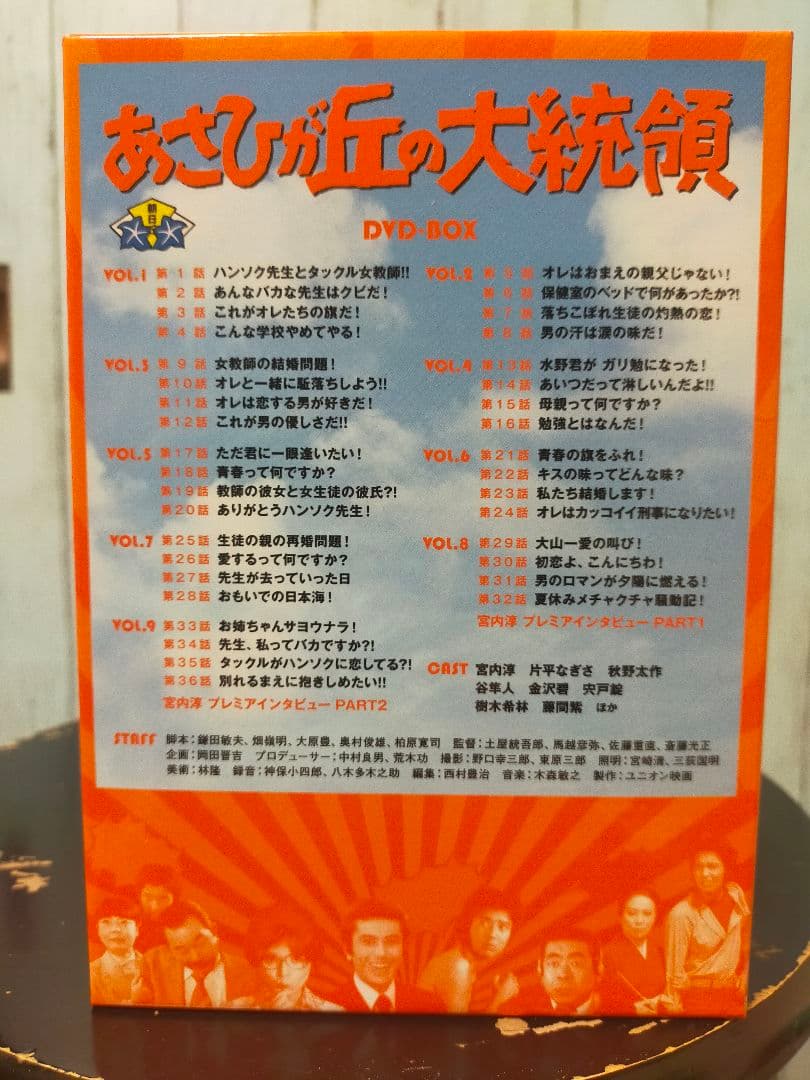 あさひが丘の大統領
朝日
DVD-BOX
VOL.1 第1話 ハンソク先生とタックル女教師!!
第2話 あんなバカな先生はクビだ!
第3話 これがオレたちの旗だ!
第4話 こんな学校やめてやる!
VOL.2 第5話 オレはおまえの親父じゃない!
第6話 保健室のベッドで何があったか?!
第7話 落ちこぼれ生徒の灼熱の恋!
第8話 男の汗は涙の味だ!
VOL.3 第9話 女教師の結婚問題!
第10話 オレと一緒に駈落ちしよう!!
第11話 オレは恋する男が好きだ!
第12話 これが男の優しさだ!!
VOL.4 第13話 水野君が ガリ勉になった!
第14話 あいつだって淋しいんだよ!!
第15話 母親って何ですか?
第16話 勉強とはなんだ!
VOL.5 第17話 ただ君に一眼逢いたい!
第18話 青春って何ですか?
第19話 教師の彼女と女生徒の彼氏?!
第20話 ありがとうハンソク先生!
VOL.6 第21話 青春の旗をふれ!
第22話 キスの味ってどんな味?
第23話 私たち結婚します!
第24話 オレはカッコイイ刑事になりたい!
VOL.7 第25話 生徒の親の再婚問題!
第26話 愛するって何ですか?
第27話 先生が去っていった日
第28話 おもいでの日本海!
VOL.8 第29話 大山一愛の叫び!
第30話 初恋よ、こんにちわ!
第31話 男のロマンが夕陽に燃える!
第32話 夏休みメチャクチャ騒動記!
宮内淳 プレミアインタビュー PART1
VOL.9 第33話 お姉ちゃんサヨウナラ!
第34話 先生、私ってバカですか?!
第35話 タックルがハンソクに恋してる?!
第36話 別れるまえに抱きしめたい!!
宮内淳 プレミアインタビュー PART2
CAST 宮内淳 片平なぎさ 秋野太作
谷隼人 金沢碧 宍戸錠
樹木希林 藤間紫 ほか
STAFF 脚本:鎌田敏夫、畑嶺明、大原豊、奥村俊雄、柏原寛司 監督:土屋統吾郎、馬越彦弥、佐藤重直、斎藤光正
企画:岡田晋吉 プロデューサー:中村良男、荒木功 撮影:野口幸三郎、東原三郎 照明:宮崎清、三荻国明
美術:林隆 録音:神保小四郎、八木多木之助 編集:西村豊治 音楽:木森敏之 製作:ユニオン映画